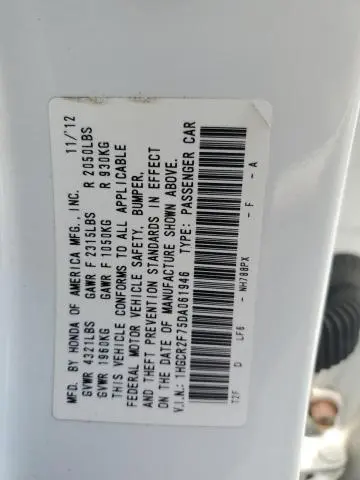 MFD. BY HONDA OF AMERICA MFG., INC. 11/'12
GVWR 4321LBS GAWR F 2315LBS R 2050LBS
GVWR 1960KG GAWR F 1050KG R 930KG
THIS VEHICLE CONFORMS TO ALL APPLICABLE
FEDERAL MOTOR VEHICLE SAFETY, BUMPER,
AND THEFT PREVENTION STANDARDS IN EFFECT
ON THE DATE OF MANUFACTURE SHOWN ABOVE.
V.I.N.: 1HGCR2F75DA061946 TYPE: PASSENGER CAR
T2F D LF6- NH788PX - F - A